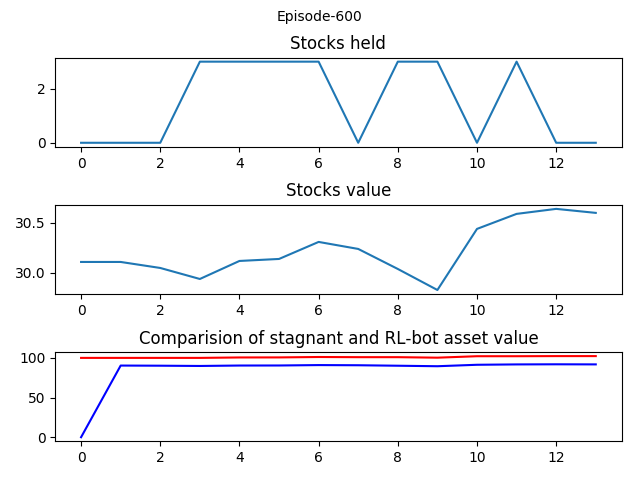 Episode-600
Stocks held
2
0
0 2 4 6 8 10 12
Stocks value
30.5
30.0
0 2 4 6 8 10 12
Comparision of stagnant and RL-bot asset value
100
50
0
0 2 4 6 8 10 12